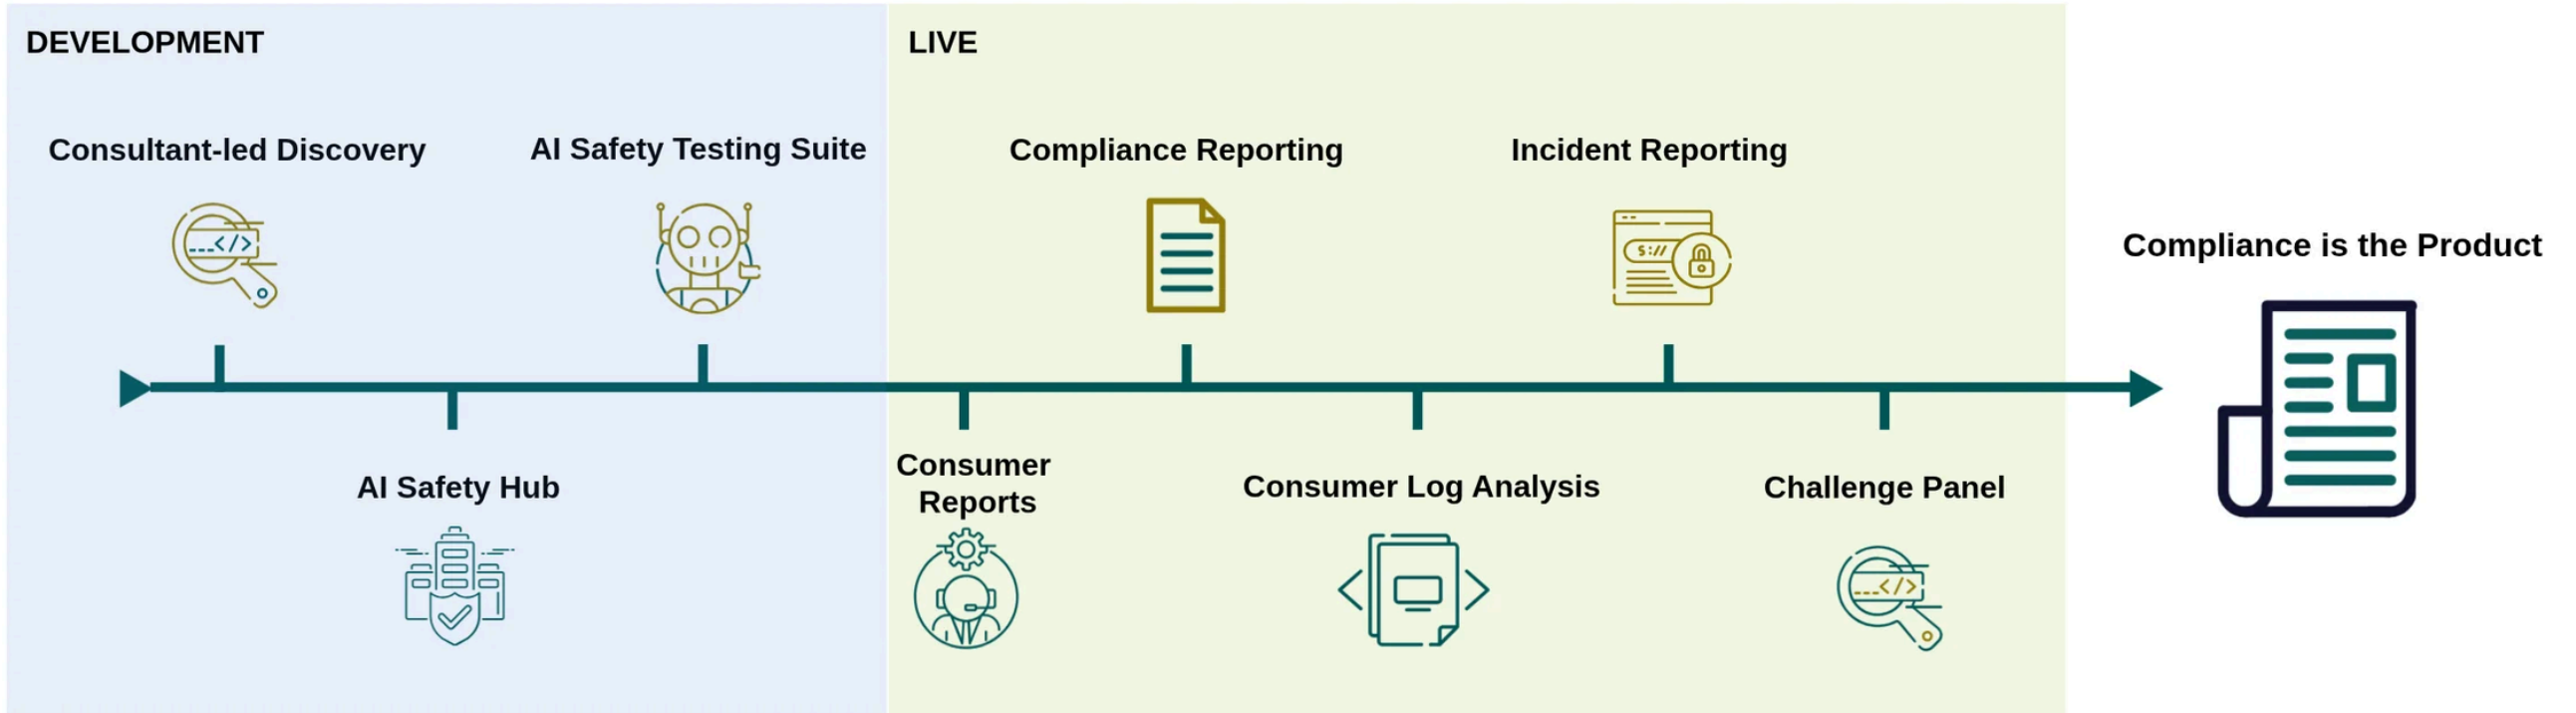 DEVELOPMENT
LIVE
Consultant-led Discovery
AI Safety Testing Suite
Compliance Reporting
Incident Reporting
---</>
$://
Compliance is the Product
AI Safety Hub
Consumer
Reports
Consumer Log Analysis
Challenge Panel
---</>